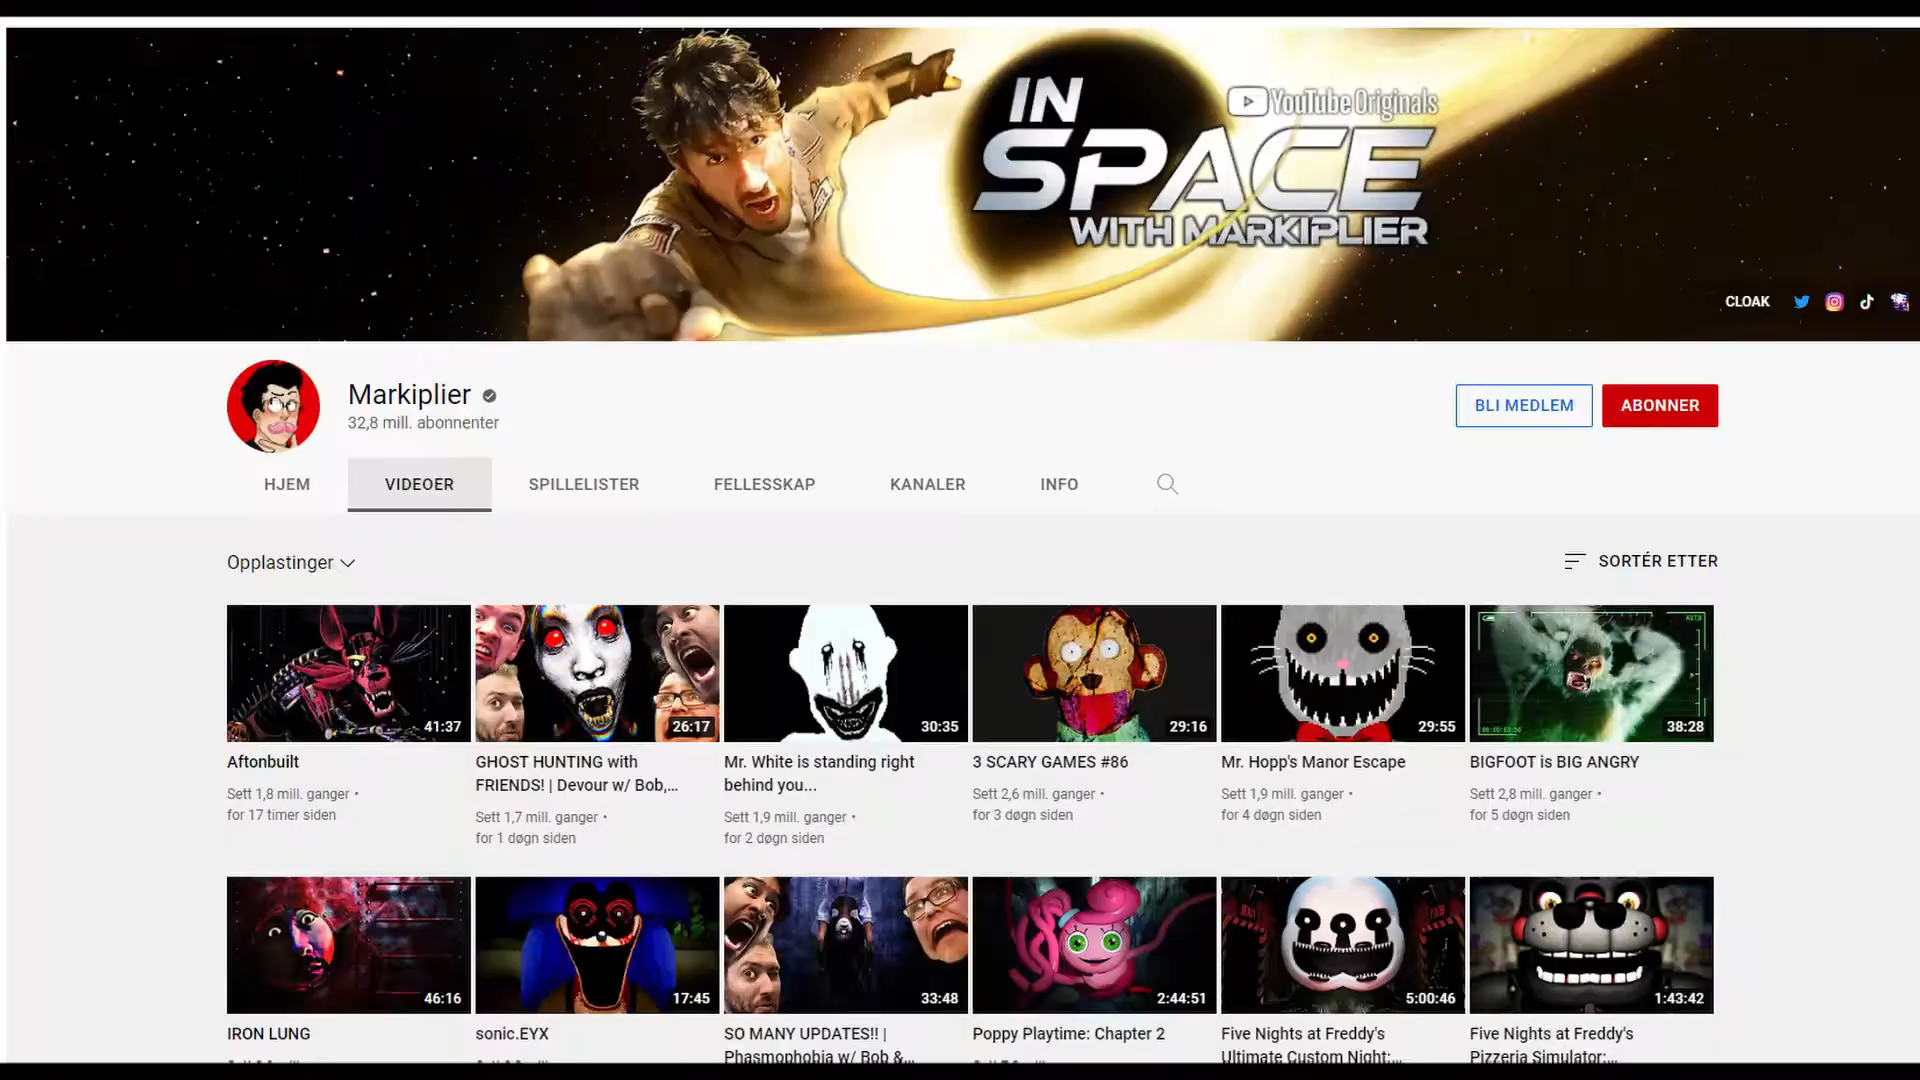 IN
YouTube Originals
SPACE
WITH MARKIPLIER
CLOAK
Markiplier
32,8 mill. abonnenter
BLI MEDLEM
ABONNER
HJEM
VIDEOER
SPILLELISTER
FELLESSKAP
KANALER
INFO
Opplastinger
SORTÉR ETTER
41:37
26:17
30:35
29:16
29:55
38:28
Aftonbuilt
Sett 1,8 mill. ganger •
for 17 timer siden
GHOST HUNTING with
FRIENDS! | Devour w/ Bob,...
Sett 1,7 mill. ganger •
for 1 døgn siden
Mr. White is standing right
behind you...
Sett 1,9 mill. ganger •
for 2 døgn siden
3 SCARY GAMES #86
Sett 2,6 mill. ganger •
for 3 døgn siden
Mr. Hopp's Manor Escape
Sett 1,9 mill. ganger •
for 4 døgn siden
BIGFOOT is BIG ANGRY
Sett 2,8 mill. ganger •
for 5 døgn siden
46:16
17:45
33:48
2:44:51
5:00:46
1:43:42
IRON LUNG
sonic.EYX
SO MANY UPDATES!! |
Phasmophobia w/ Bob &...
Poppy Playtime: Chapter 2
Five Nights at Freddy's
Ultimate Custom Night:...
Five Nights at Freddy's
Pizzeria Simulator:...